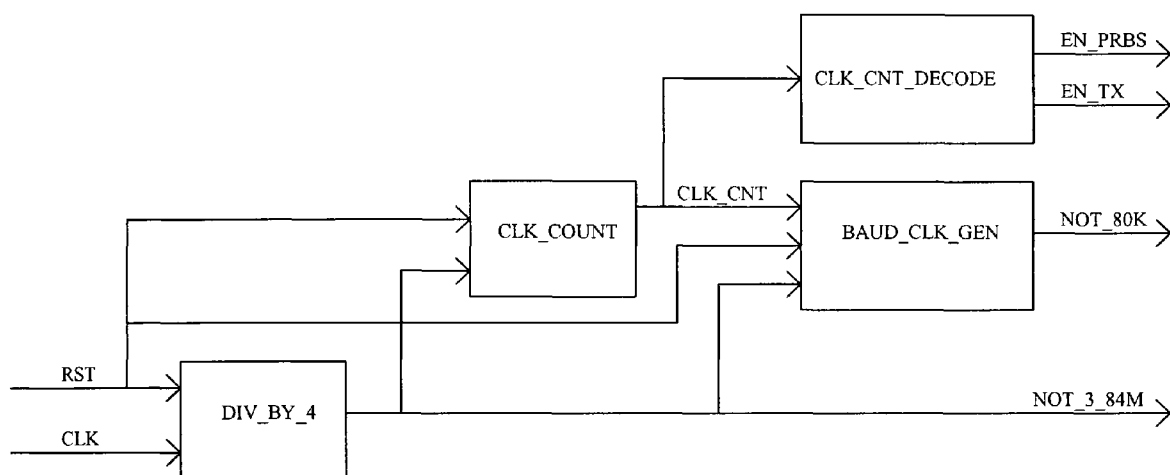 EN_PRBS
CLK_CNT_DECODE
EN_TX
CLK_CNT
NOT_80K
CLK_COUNT
BAUD_CLK_GEN
RST
DIV_BY_4
NOT_3_84M
CLK